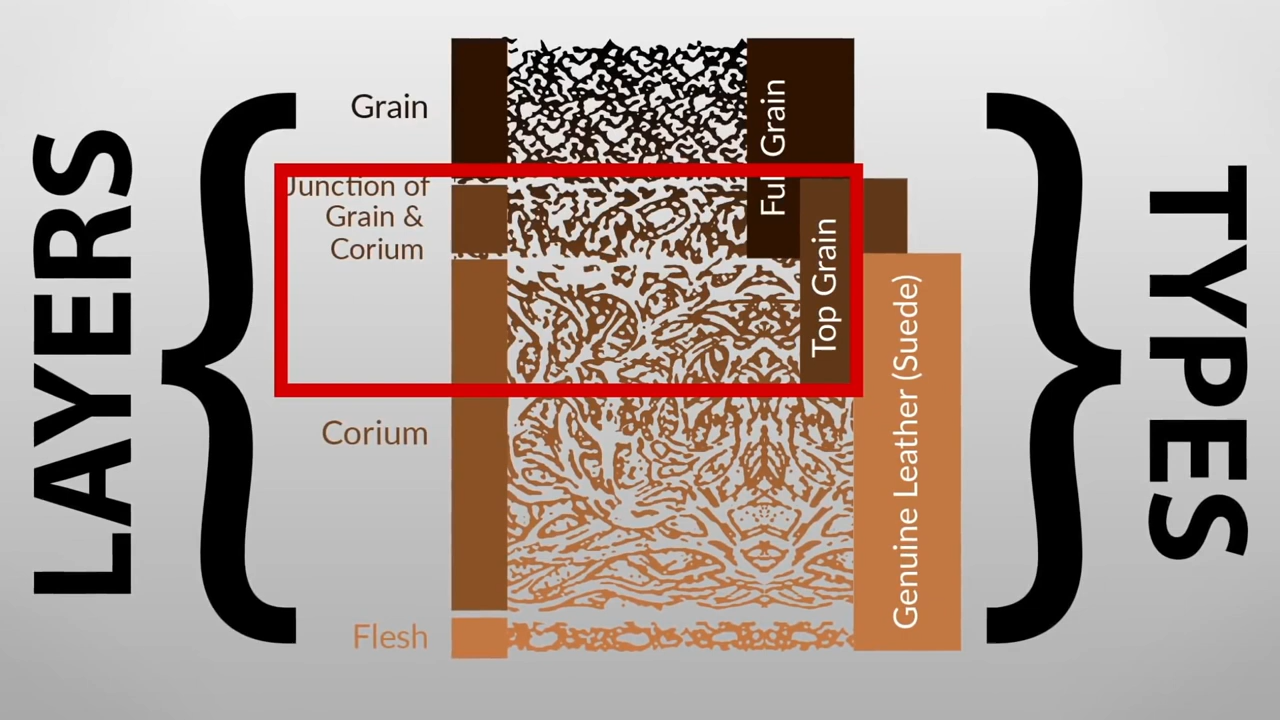 LAYERS
Grain
Junction of
Grain &
Corium
Corium
Flesh
Full Grain
Top Grain
Genuine Leather (Suede)
TYPES